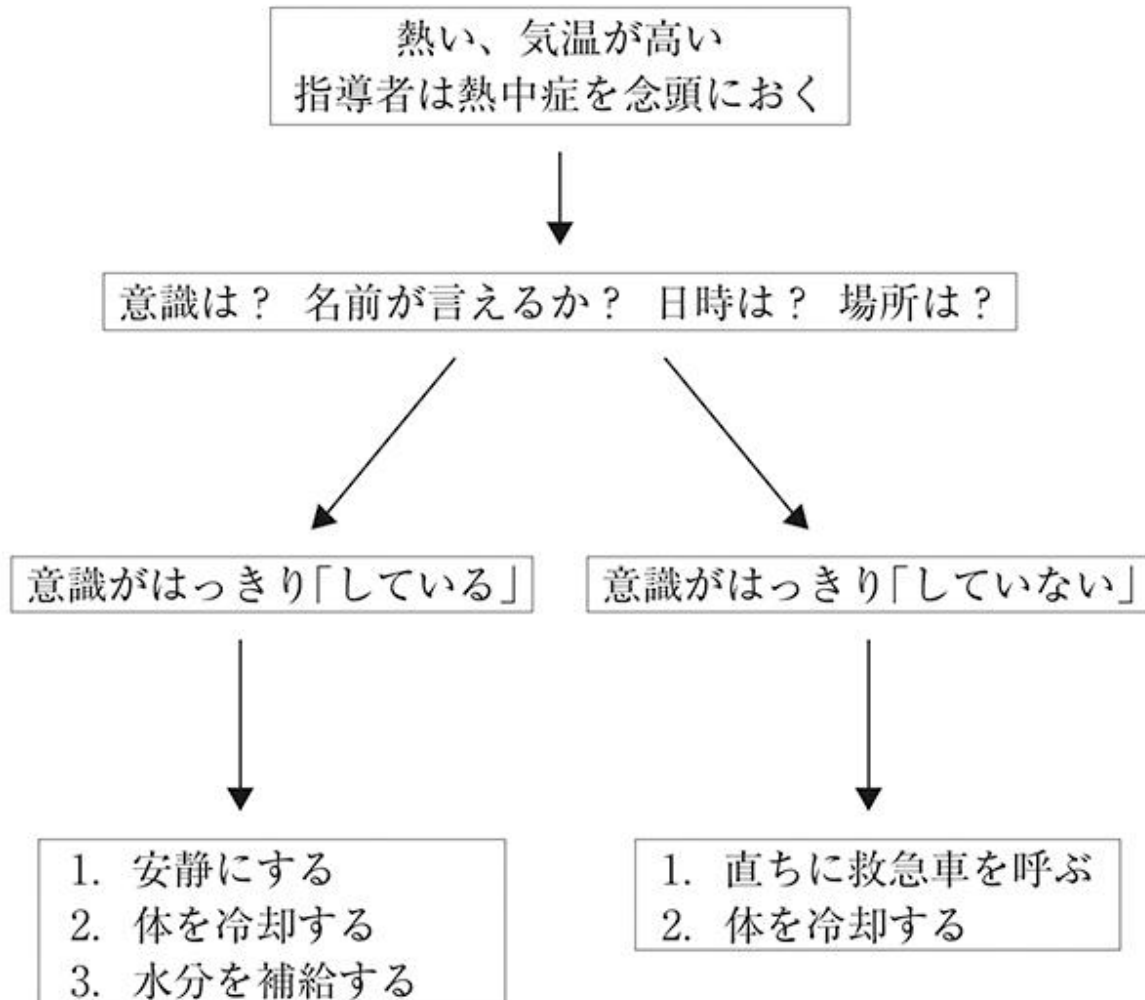 熱い、気温が高い
指導者は熱中症を念頭におく
意識は? 名前が言えるか? 日時は? 場所は?
意識がはっきり「している」
意識がはっきり「していない」
1. 安静にする
2. 体を冷却する
3. 水分を補給する
1. 直ちに救急車を呼ぶ
2. 体を冷却する